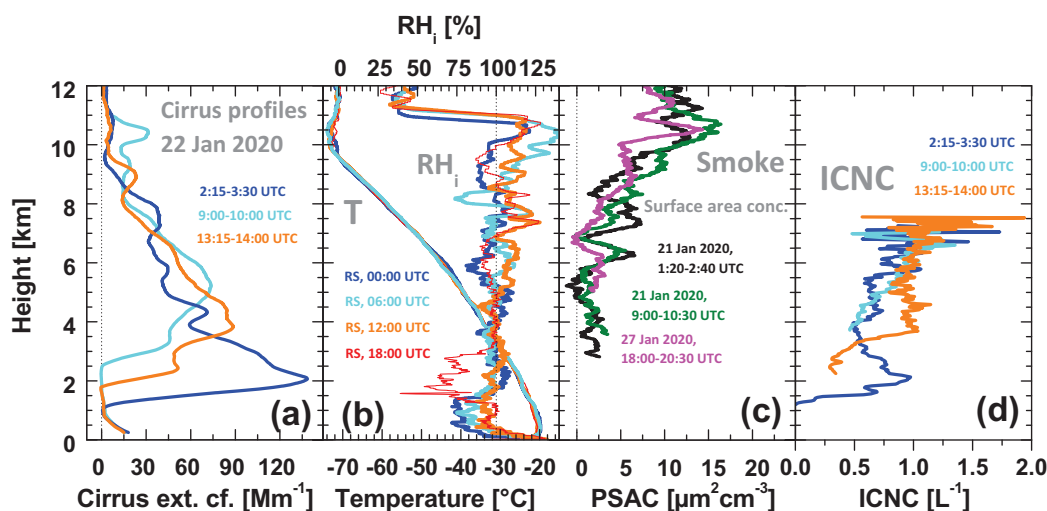 RHi [%]
0 25 50 75 100 125
12
10
8
6
4
2
0
Height [km]
Cirrus profiles
22 Jan 2020
2:15-3:30 UTC
9:00-10:00 UTC
13:15-14:00 UTC
(a)
0 30 60 90 120
Cirrus ext. cf. [Mm-1]
RHi
T
RS, 00:00 UTC
RS, 06:00 UTC
RS, 12:00 UTC
RS, 18:00 UTC
(b)
-70 -60 -50 -40 -30 -20
Temperature [°C]
Smoke
Surface area conc.
21 Jan 2020,
1:20-2:40 UTC
21 Jan 2020,
9:00-10:30 UTC
27 Jan 2020,
18:00-20:30 UTC
(c)
0 5 10 15 20
PSAC [µm2cm-3]
2:15-3:30 UTC
ICNC
9:00-10:00 UTC
13:15-14:00 UTC
(d)
0.0 0.5 1.0 1.5 2.0
ICNC [L-1]